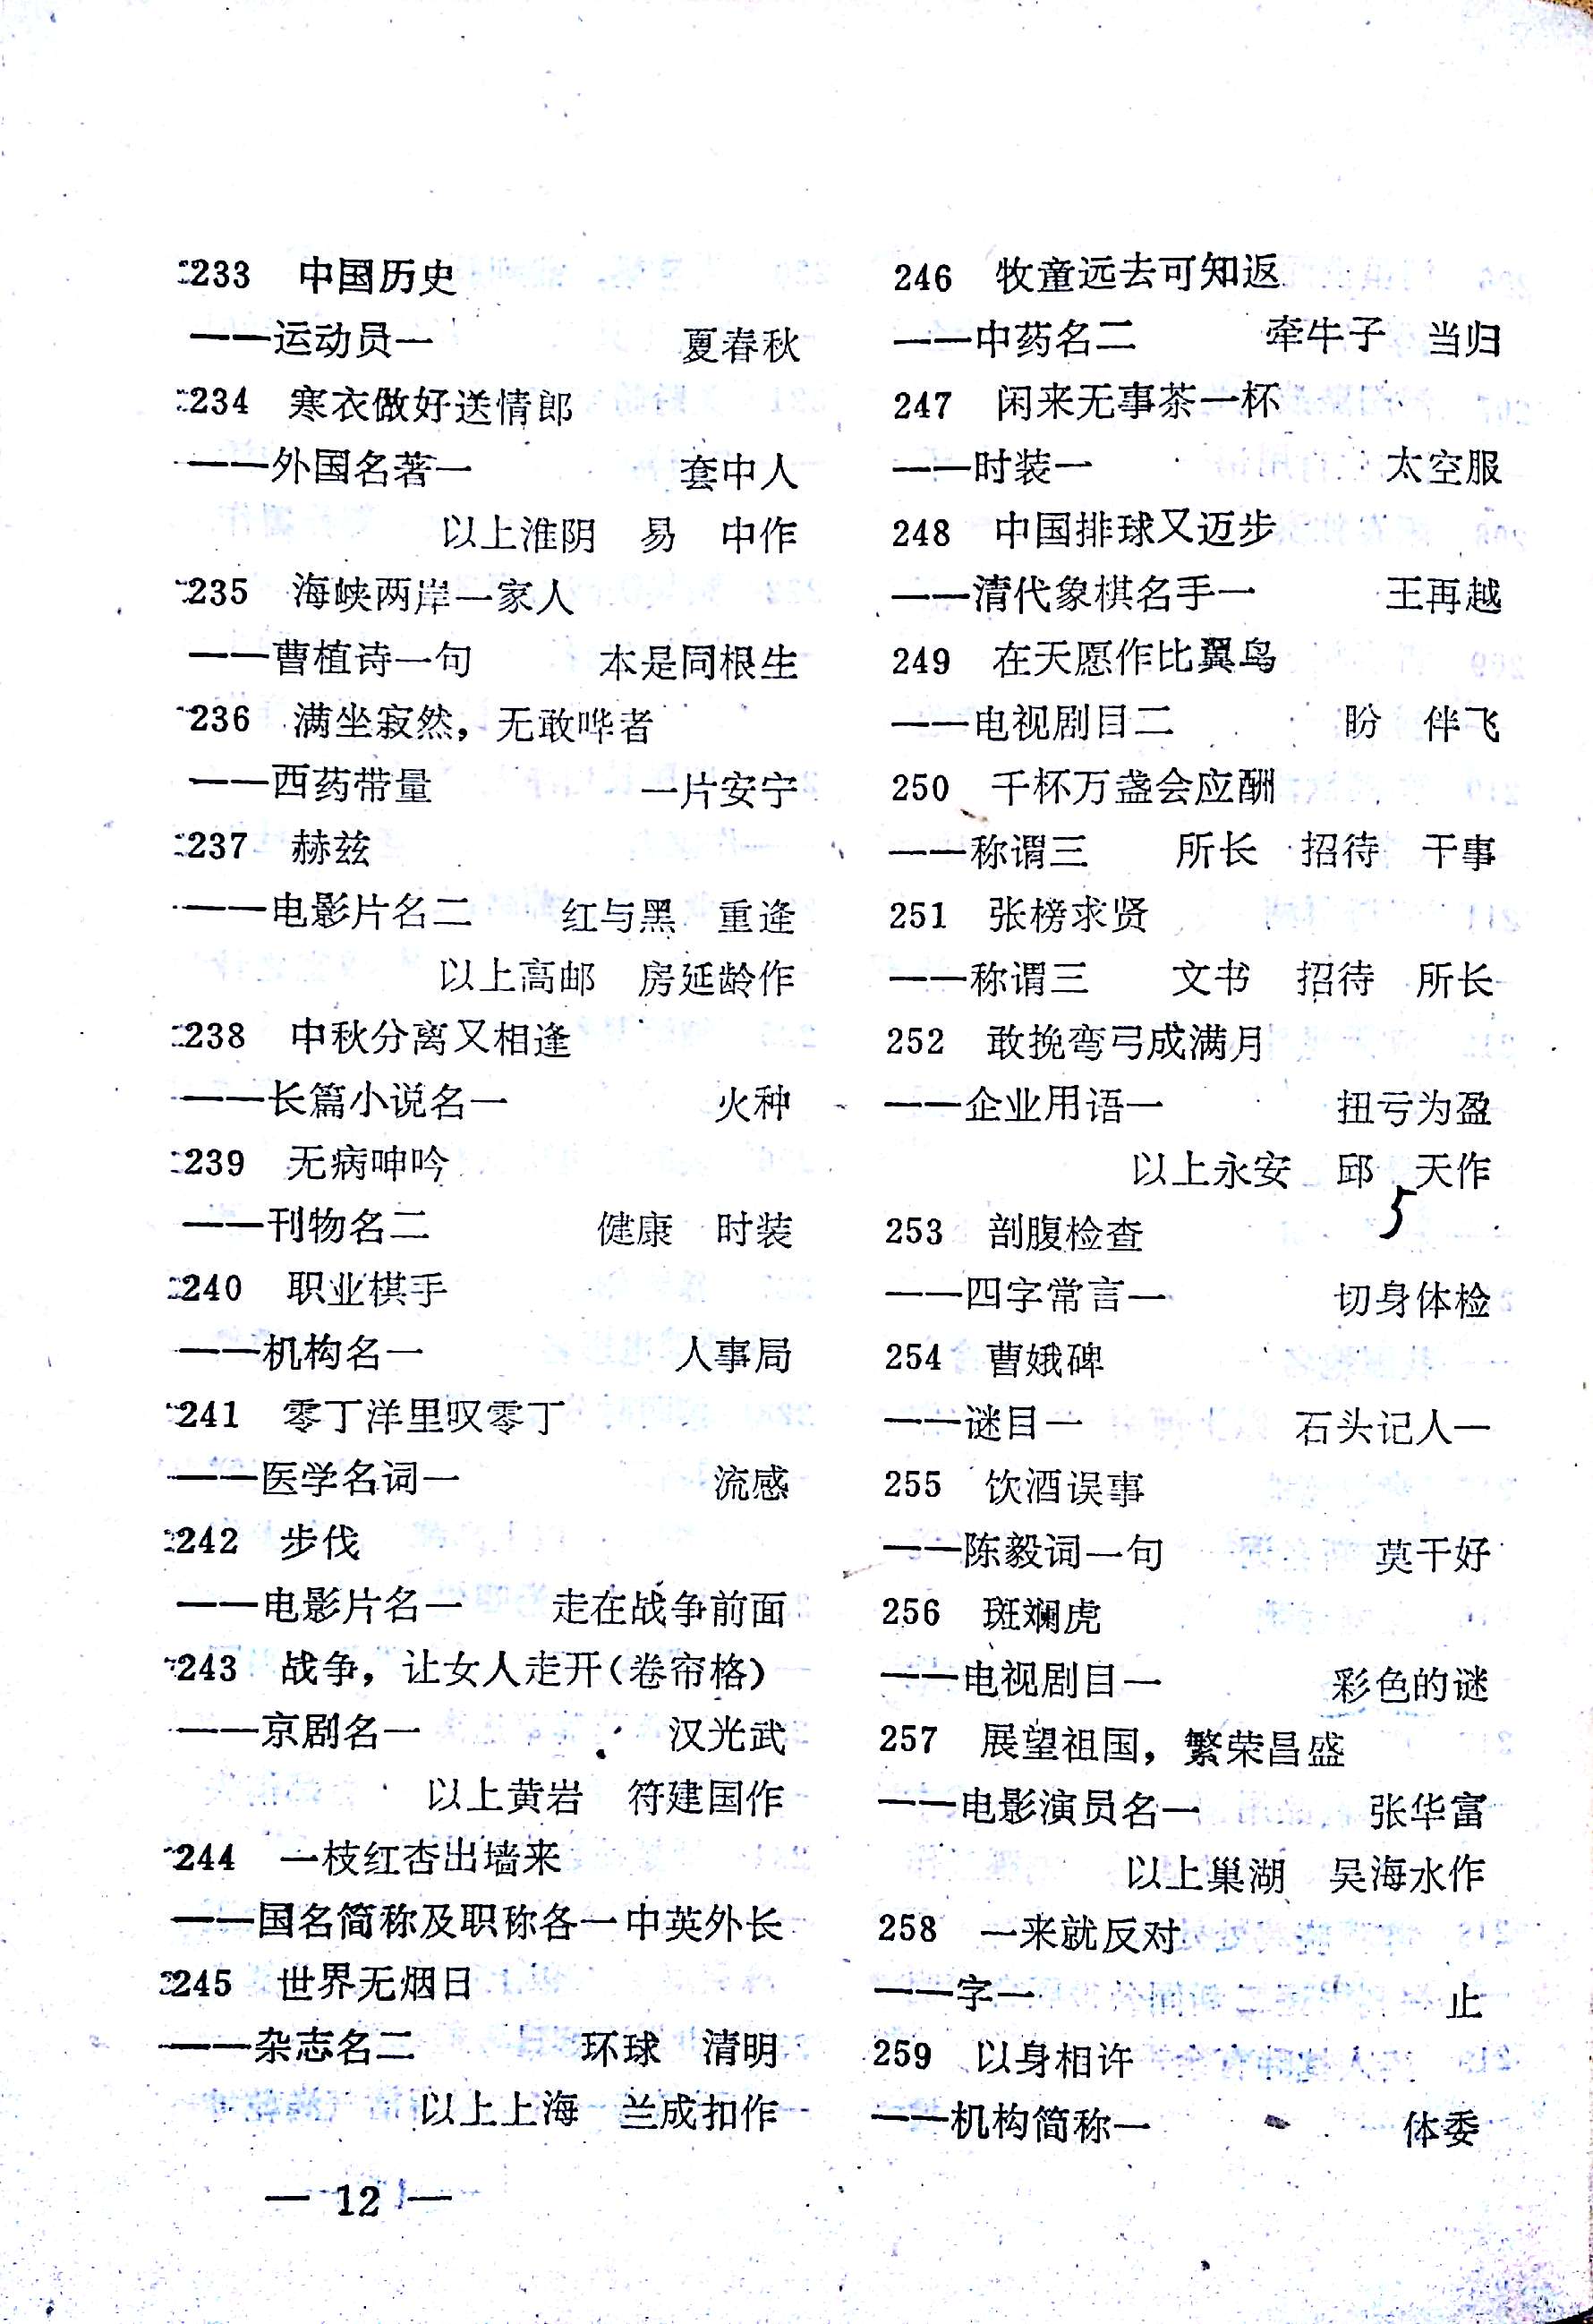 233 中国历史
——运动员一 夏春秋
234 寒衣做好送情郎
——外国名著一 套中人
以上淮阴 易 中作
235 海峡两岸一家人
——曹植诗一句 本是同根生
236 满坐寂然，无敢哗者
——西药带量 一片安宁
237 赫兹
——电影片名二 红与黑 重逢
以上高邮 房延龄作
238 中秋分离又相逢
——长篇小说名一 火种
239 无病呻吟
——刊物名二 健康 时装
240 职业棋手
——机构名一 人事局
241 零丁洋里叹零丁
——医学名词一 流感
242 步伐
——电影片名一 走在战争前面
243 战争，让女人走开（卷帘格）
——京剧名一 汉光武
以上黄岩 符建国作
244 一枝红杏出墙来
——国名简称及职称各一 中英外长
245 世界无烟日
——杂志名二 环球 清明
以上上海 兰成扣作
— 12 —
246 牧童远去可知返
——中药名二 牵牛子 当归
247 闲来无事茶一杯
——时装一 太空服
248 中国排球又迈步
——清代象棋名手一 王再越
249 在天愿作比翼鸟
——电视剧目二 盼 伴飞
250 千杯万盏会应酬
——称谓三 所长 招待 干事
251 张榜求贤
——称谓三 文书 招待 所长
252 敢挽弯弓成满月
——企业用语一 扭亏为盈
以上永安 邱 天作
5
253 剖腹检查
——四字常言一 切身体检
254 曹娥碑
——谜目一 石头记人一
255 饮酒误事
——陈毅词一句 莫干好
256 斑斓虎
——电视剧目一 彩色的谜
257 展望祖国，繁荣昌盛
——电影演员名一 张华富
以上巢湖 吴海水作
258 一来就反对
——字一 止
259 以身相许
——机构简称一 体委